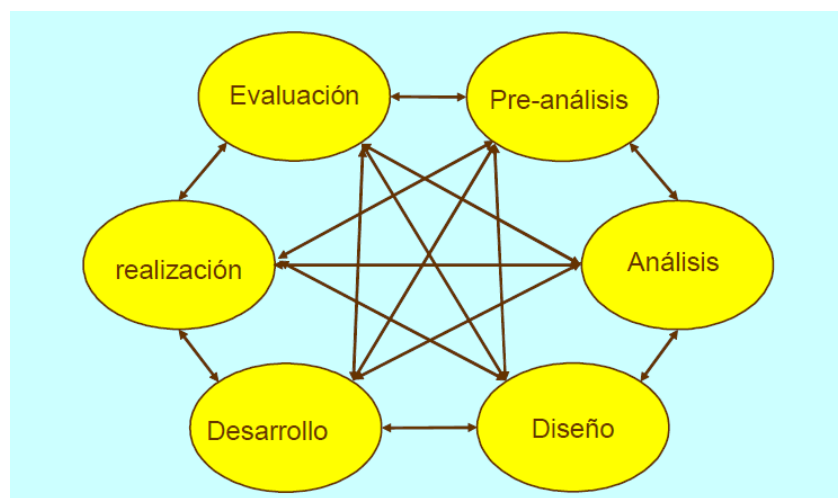 Evaluación
Pre-análisis
realización
Análisis
Desarrollo
Diseño